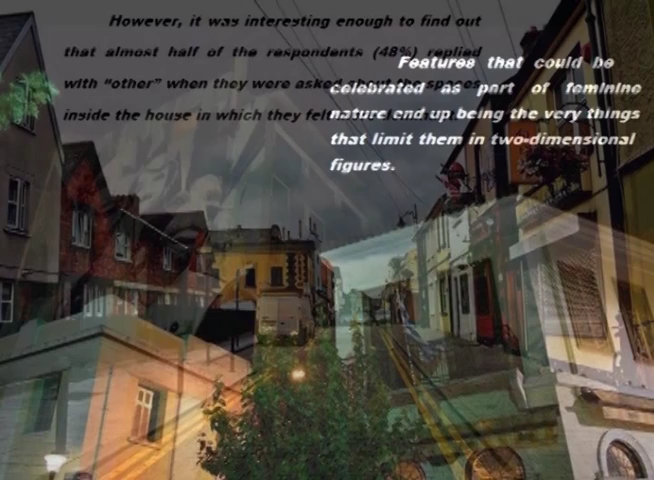 However, it was interesting enough to find out
that almost half of the respondents (48%) replied
with “other” when they were asked about the spaces
inside the house in which they felt
Features that could be
celebrated as part of feminine
nature end up being the very things
that limit them in two-dimensional
figures.